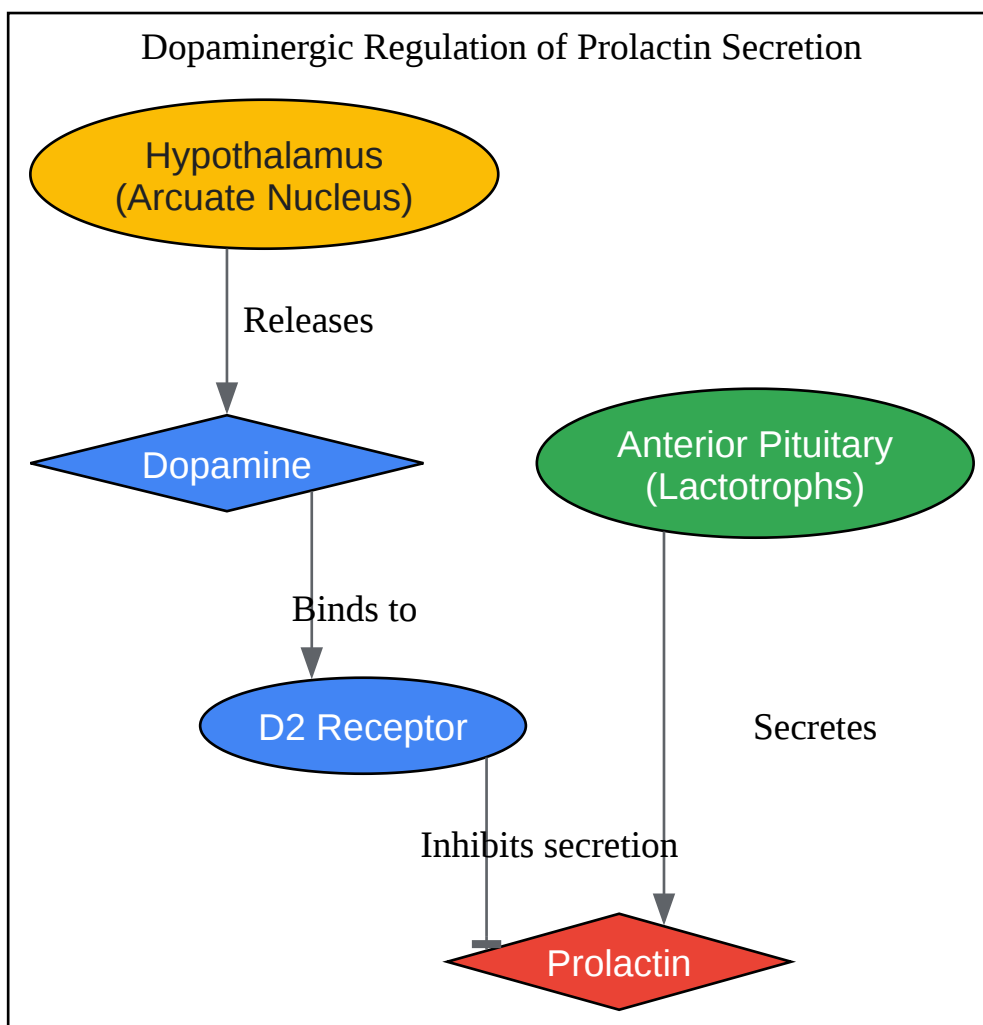 Dopaminergic Regulation of Prolactin Secretion
Hypothalamus
(Arcuate Nucleus)
Releases
Dopamine
Anterior Pituitary
(Lactotrophs)
Binds to
D2 Receptor
Secretes
Inhibits secretion
Prolactin